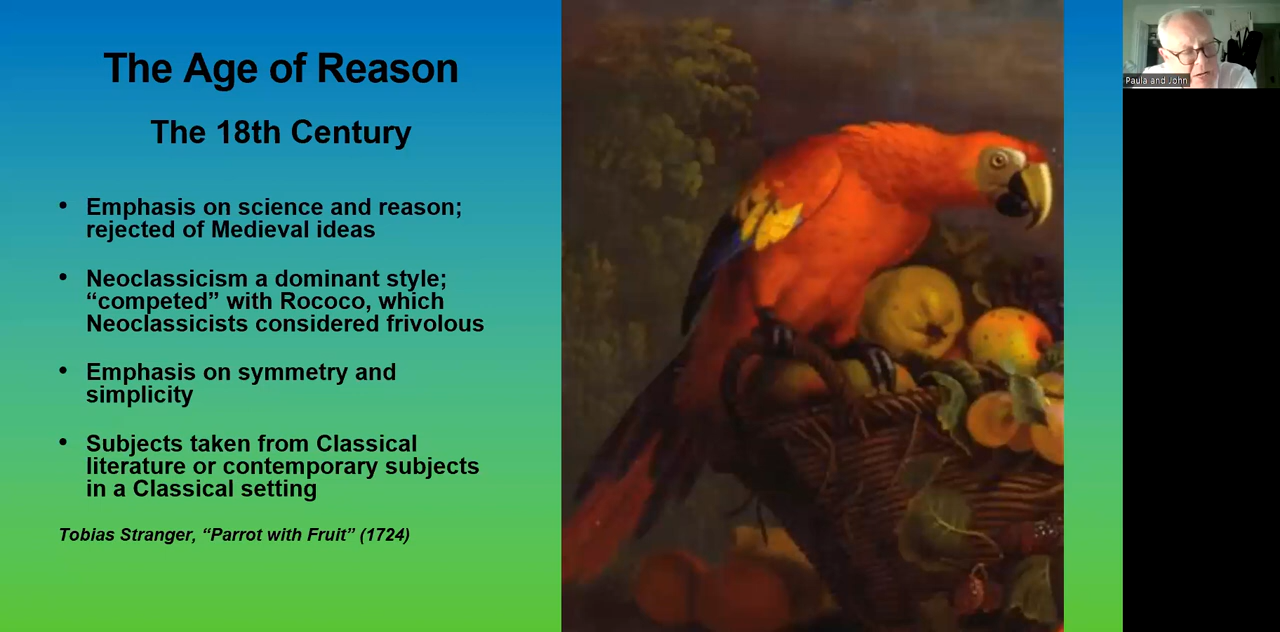 The Age of Reason
The 18th Century
• Emphasis on science and reason;
rejected of Medieval ideas
• Neoclassicism a dominant style;
“competed” with Rococo, which
Neoclassicists considered frivolous
• Emphasis on symmetry and
simplicity
• Subjects taken from Classical
literature or contemporary subjects
in a Classical setting
Tobias Stranger, “Parrot with Fruit” (1724)
Paula and John